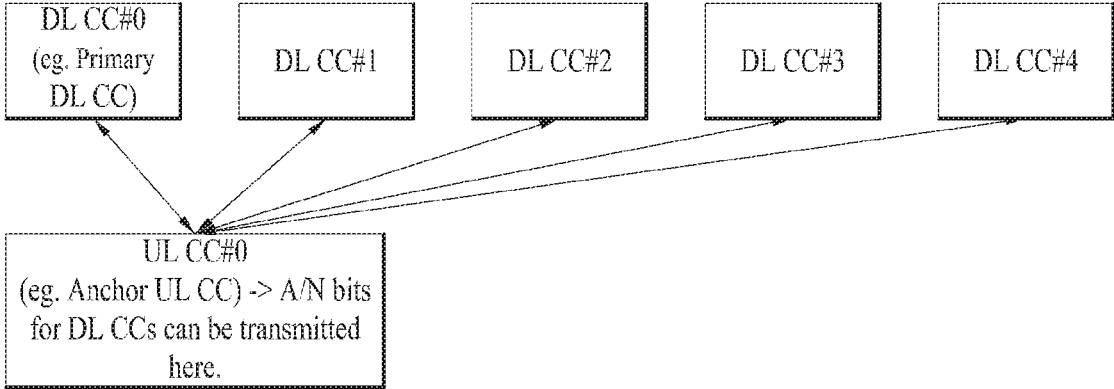 DL CC#0
(eg. Primary
DL CC)
DL CC#1
DL CC#2
DL CC#3
DL CC#4
UL CC#0
(eg. Anchor UL CC) -> A/N bits
for DL CCs can be transmitted
here.